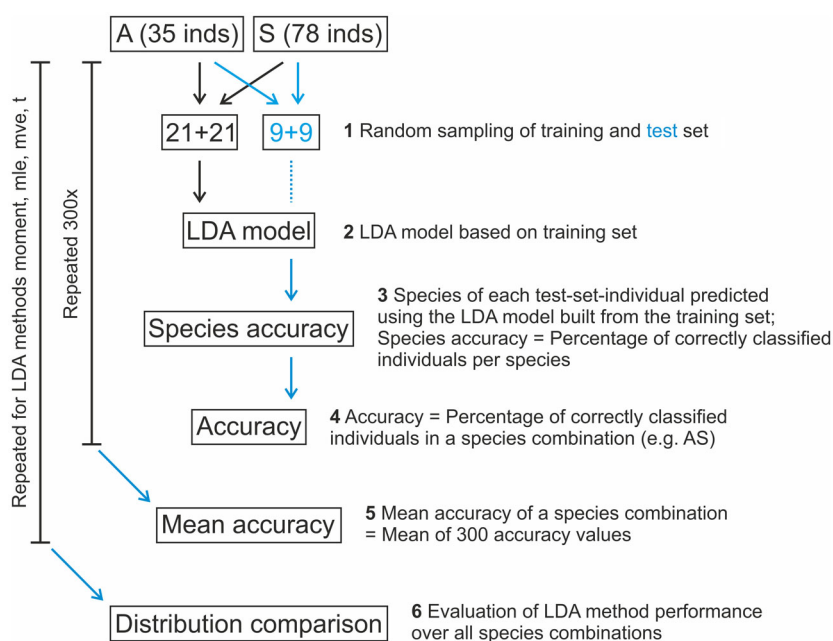 A (35 inds)
S (78 inds)
21+21
9+9
1 Random sampling of training and test set
LDA model
2 LDA model based on training set
Species accuracy
3 Species of each test-set-individual predicted
using the LDA model built from the training set;
Species accuracy = Percentage of correctly classified
individuals per species
Accuracy
4 Accuracy = Percentage of correctly classified
individuals in a species combination (e.g. AS)
Mean accuracy
5 Mean accuracy of a species combination
= Mean of 300 accuracy values
Distribution comparison
6 Evaluation of LDA method performance
over all species combinations
Repeated 300x
Repeated for LDA methods moment, mle, mve, t